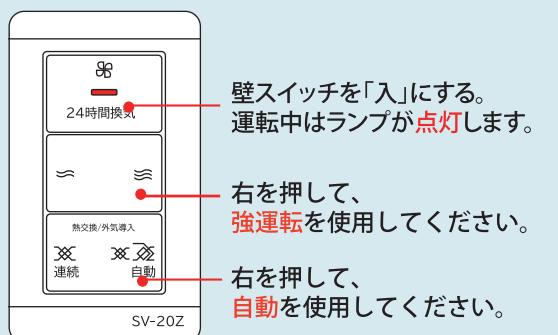 24時間換気
熱交換/外気導入
連続 自動
SV-20Z
壁スイッチを「入」にする。
運転中はランプが点灯します。
右を押して、
強運転を使用してください。
右を押して、
自動を使用してください。